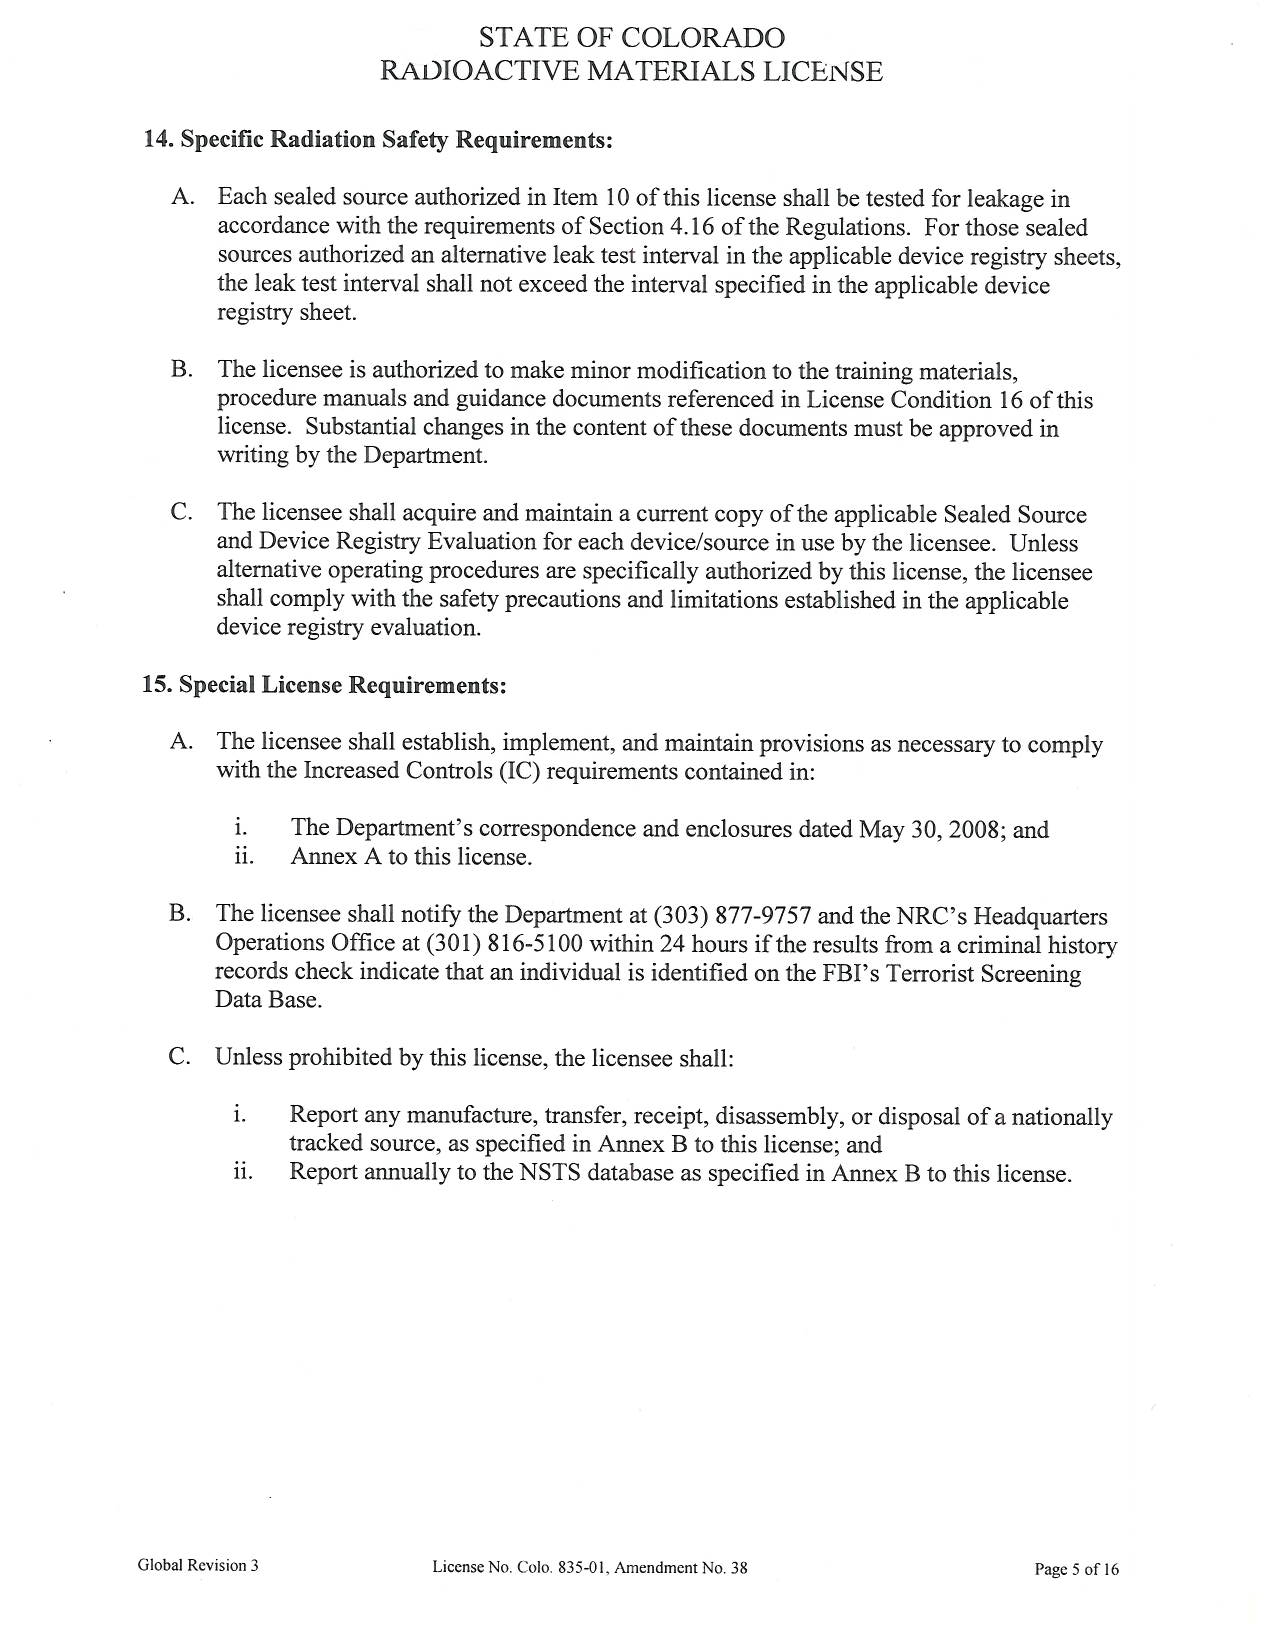 STATE OF COLORADO
RADIOACTIVE MATERIALS LICENSE
14. Specific Radiation Safety Requirements:
A. Each sealed source authorized in Item 10 of this license shall be tested for leakage in
accordance with the requirements of Section 4.16 of the Regulations. For those sealed
sources authorized an alternative leak test interval in the applicable device registry sheets,
the leak test interval shall not exceed the interval specified in the applicable device
registry sheet.
B. The licensee is authorized to make minor modification to the training materials,
procedure manuals and guidance documents referenced in License Condition 16 of this
license. Substantial changes in the content of these documents must be approved in
writing by the Department.
C. The licensee shall acquire and maintain a current copy of the applicable Sealed Source
and Device Registry Evaluation for each device/source in use by the licensee. Unless
alternative operating procedures are specifically authorized by this license, the licensee
shall comply with the safety precautions and limitations established in the applicable
device registry evaluation.
15. Special License Requirements:
A. The licensee shall establish, implement, and maintain provisions as necessary to comply
with the Increased Controls (IC) requirements contained in:
i. The Department's correspondence and enclosures dated May 30, 2008; and
ii. Annex A to this license.
B. The licensee shall notify the Department at (303) 877-9757 and the NRC's Headquarters
Operations Office at (301) 816-5100 within 24 hours if the results from a criminal history
records check indicate that an individual is identified on the FBI's Terrorist Screening
Data Base.
C. Unless prohibited by this license, the licensee shall:
i. Report any manufacture, transfer, receipt, disassembly, or disposal of a nationally
tracked source, as specified in Annex B to this license; and
ii. Report annually to the NSTS database as specified in Annex B to this license.
Global Revision 3 License No. Colo. 835-01, Amendment No. 38 Page 5 of 16